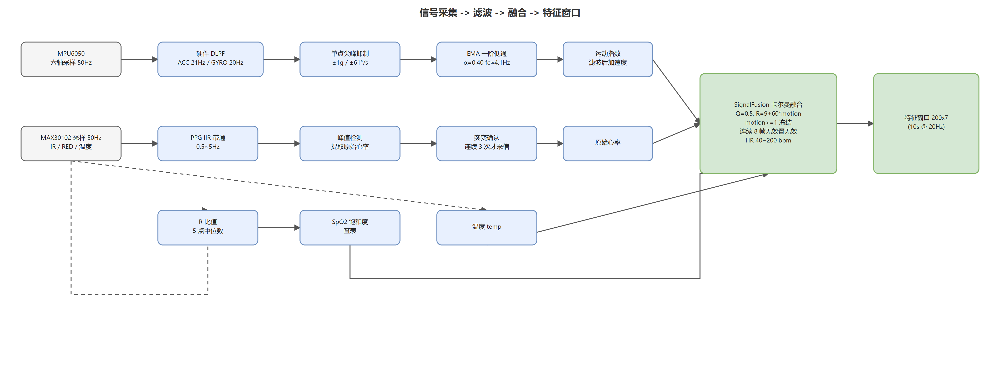 信号采集 -> 滤波 -> 融合 -> 特征窗口
MPU6050
六轴采样 50Hz
硬件 DLPF
ACC 21Hz / GYRO 20Hz
单点尖峰抑制
±1g / ±61°/s
EMA 一阶低通
α=0.40 fc≈4.1Hz
运动指数
滤波后加速度
SignalFusion 卡尔曼融合
Q=0.5, R=9+60*motion
motion>=1 冻结
连续 8 帧无效置无效
HR 40~200 bpm
特征窗口 200x7
(10s @ 20Hz)
MAX30102 采样 50Hz
IR / RED / 温度
PPG IIR 带通
0.5~5Hz
峰值检测
提取原始心率
突变确认
连续 3 次才采信
原始心率
R 比值
5 点中位数
SpO2 饱和度
查表
温度 temp